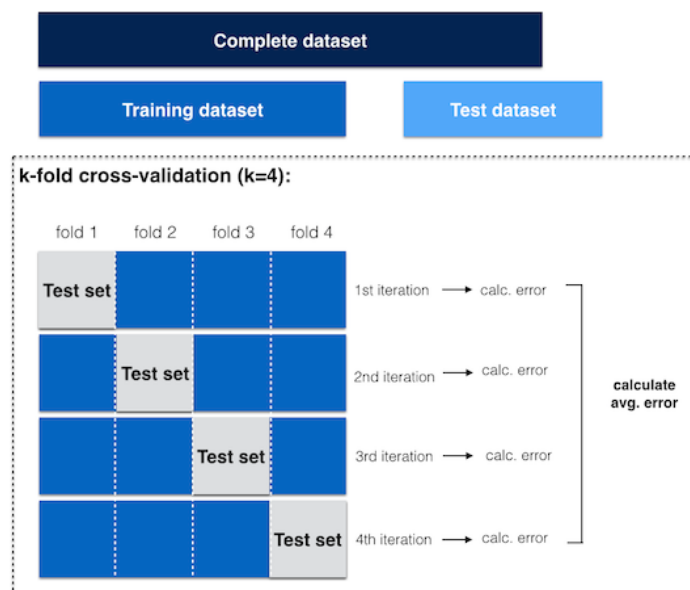 Complete dataset
Training dataset
Test dataset
k-fold cross-validation (k=4):
fold 1
fold 2
fold 3
fold 4
Test set
1st iteration
calc. error
Test set
2nd iteration
calc. error
calculate
avg. error
Test set
3rd iteration
calc. error
Test set
4th iteration
calc. error